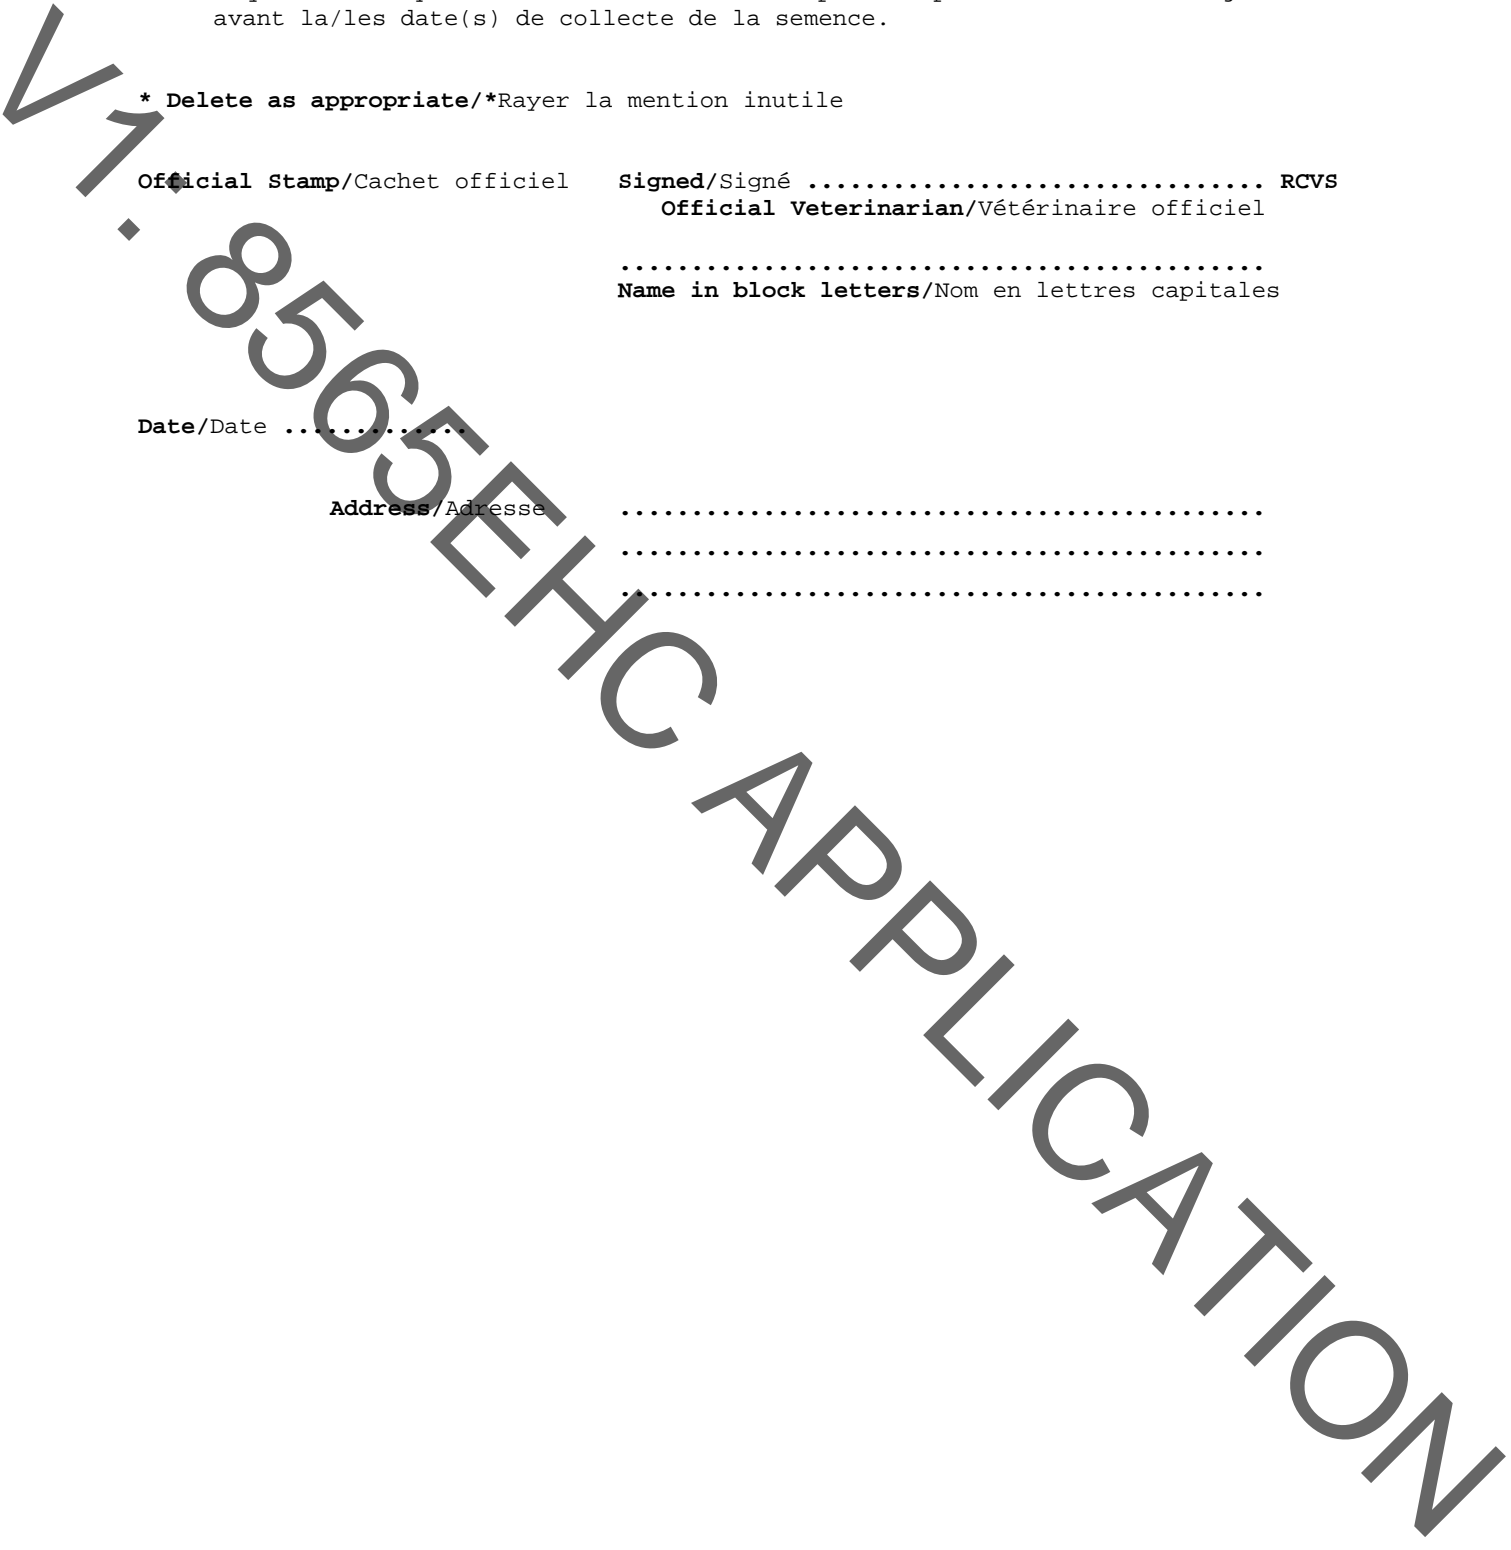 avant la/les date(s) de collecte de la semence.
* Delete as appropriate/*Rayer la mention inutile
Official Stamp/Cachet officiel Signed/Signé ................................ RCVS
Official Veterinarian/Vétérinaire officiel
.............................................
Name in block letters/Nom en lettres capitales
Date/Date .............
Address/Adresse .............................................
.............................................
.............................................
V1: 8565EHC APPLICATION